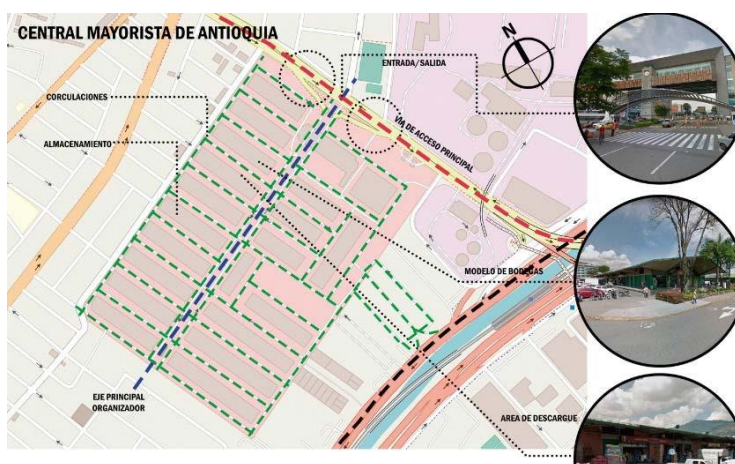 CENTRAL MAYORISTA DE ANTIOQUIA
N
ENTRADA/SALIDA
CORCULACIONES
VIA DE ACCESO PRINCIPAL
ALMACENAMIENTO
MODELO DE BODEGAS
EJE PRINCIPAL
ORGANIZADOR
AREA DE DESCARGUE